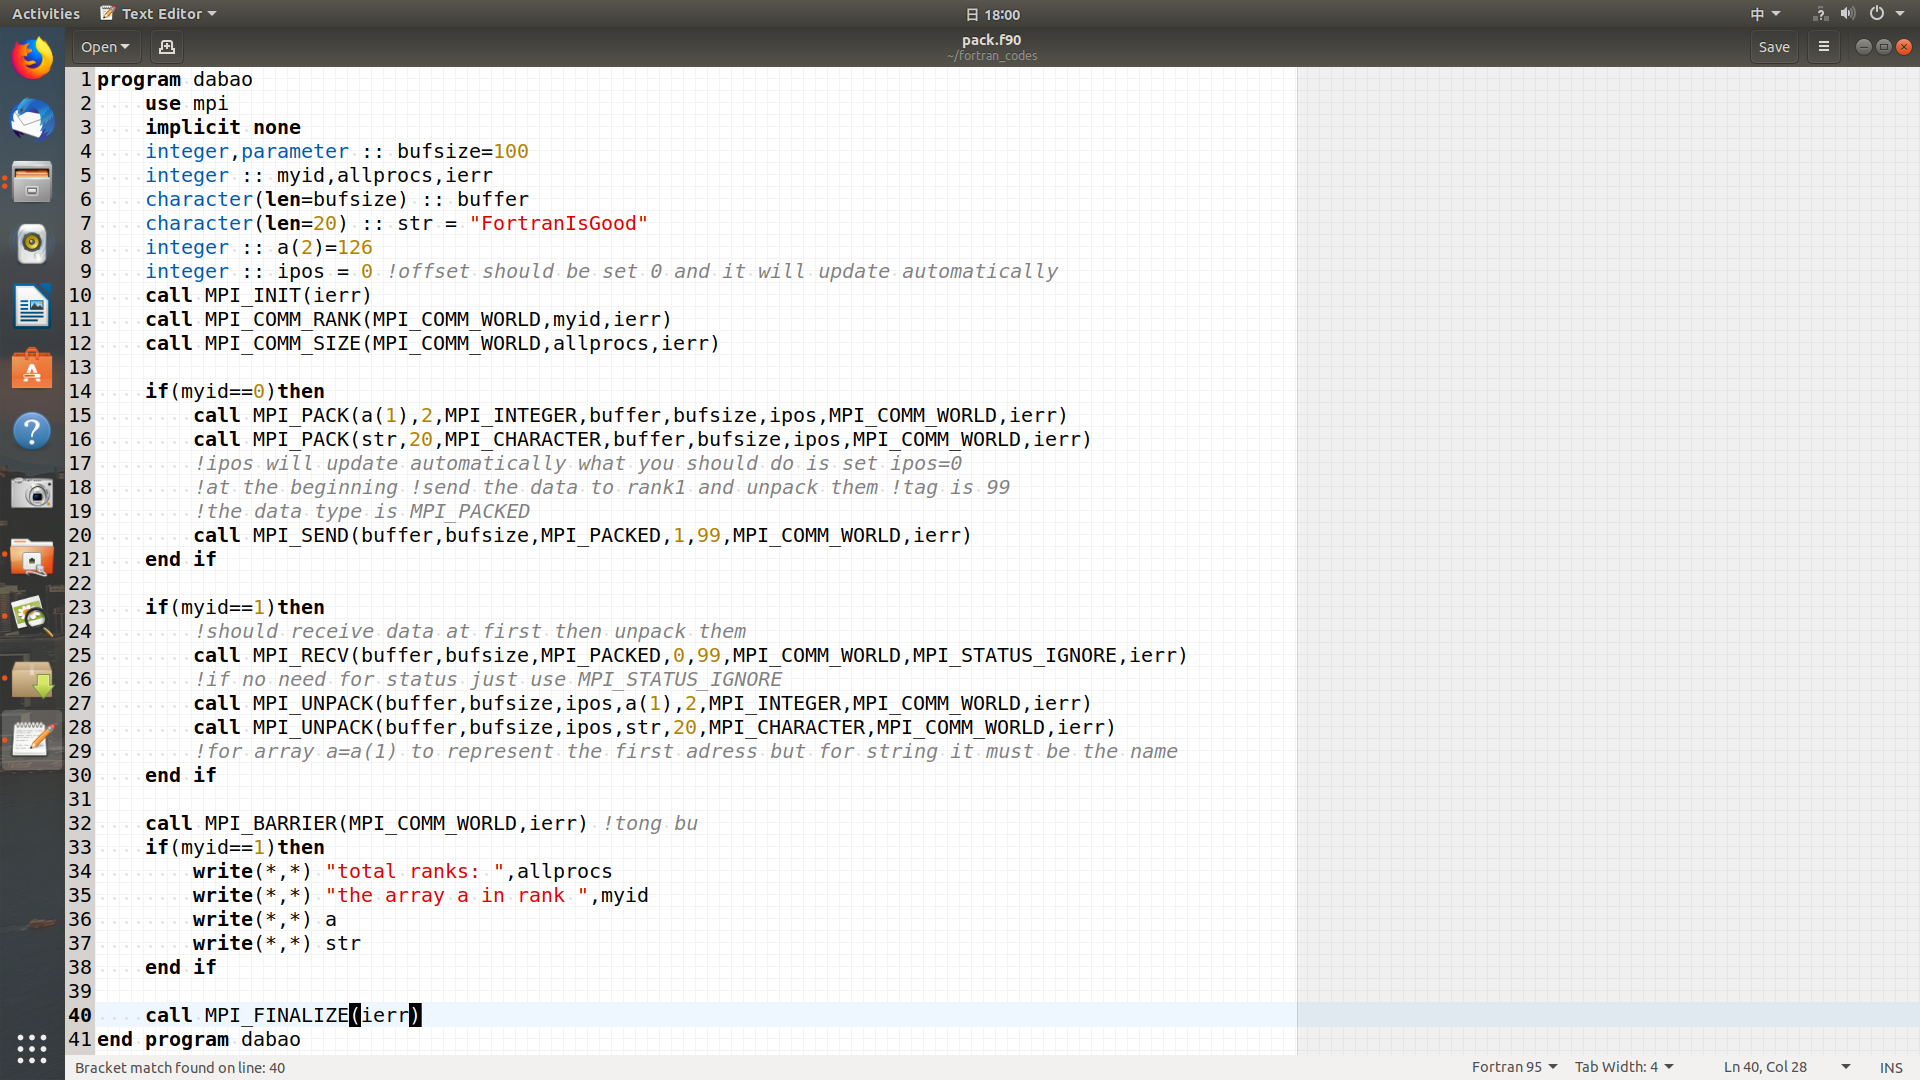 Activities Text Editor 日 18:00 中
Open pack.f90 Save
~/fortran_codes
1 program dabao
2 use mpi
3 implicit none
4 integer,parameter :: bufsize=100
5 integer :: myid,allprocs,ierr
6 character(len=bufsize) :: buffer
7 character(len=20) :: str = "FortranIsGood"
8 integer :: a(2)=126
9 integer :: ipos = 0 !offset should be set 0 and it will update automatically
10 call MPI_INIT(ierr)
11 call MPI_COMM_RANK(MPI_COMM_WORLD,myid,ierr)
12 call MPI_COMM_SIZE(MPI_COMM_WORLD,allprocs,ierr)
13
14 if(myid==0)then
15 call MPI_PACK(a(1),2,MPI_INTEGER,buffer,bufsize,ipos,MPI_COMM_WORLD,ierr)
16 call MPI_PACK(str,20,MPI_CHARACTER,buffer,bufsize,ipos,MPI_COMM_WORLD,ierr)
17 !ipos will update automatically what you should do is set ipos=0
18 !at the beginning !send the data to rank1 and unpack them !tag is 99
19 !the data type is MPI_PACKED
20 call MPI_SEND(buffer,bufsize,MPI_PACKED,1,99,MPI_COMM_WORLD,ierr)
21 end if
22
23 if(myid==1)then
24 !should receive data at first then unpack them
25 call MPI_RECV(buffer,bufsize,MPI_PACKED,0,99,MPI_COMM_WORLD,MPI_STATUS_IGNORE,ierr)
26 !if no need for status just use MPI_STATUS_IGNORE
27 call MPI_UNPACK(buffer,bufsize,ipos,a(1),2,MPI_INTEGER,MPI_COMM_WORLD,ierr)
28 call MPI_UNPACK(buffer,bufsize,ipos,str,20,MPI_CHARACTER,MPI_COMM_WORLD,ierr)
29 !for array a=a(1) to represent the first adress but for string it must be the name
30 end if
31
32 call MPI_BARRIER(MPI_COMM_WORLD,ierr) !tong bu
33 if(myid==1)then
34 write(*,*) "total ranks: ",allprocs
35 write(*,*) "the array a in rank ",myid
36 write(*,*) a
37 write(*,*) str
38 end if
39
40 call MPI_FINALIZE(ierr)
41 end program dabao
Bracket match found on line: 40 Fortran 95 Tab Width: 4 Ln 40, Col 28 INS